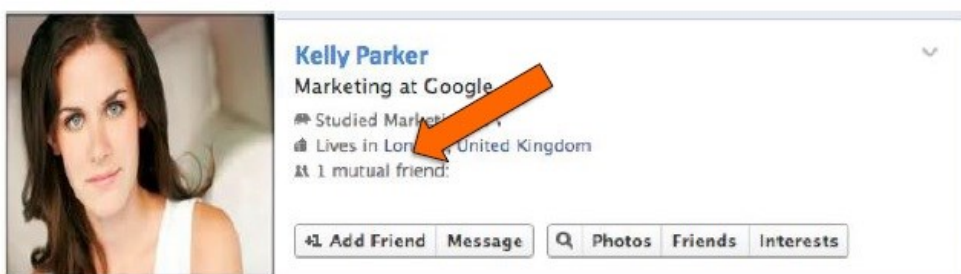 Kelly Parker
Marketing at Google
Studied
Lives in United Kingdom
1 mutual friend:
+1 Add Friend Message Photos Friends Interests